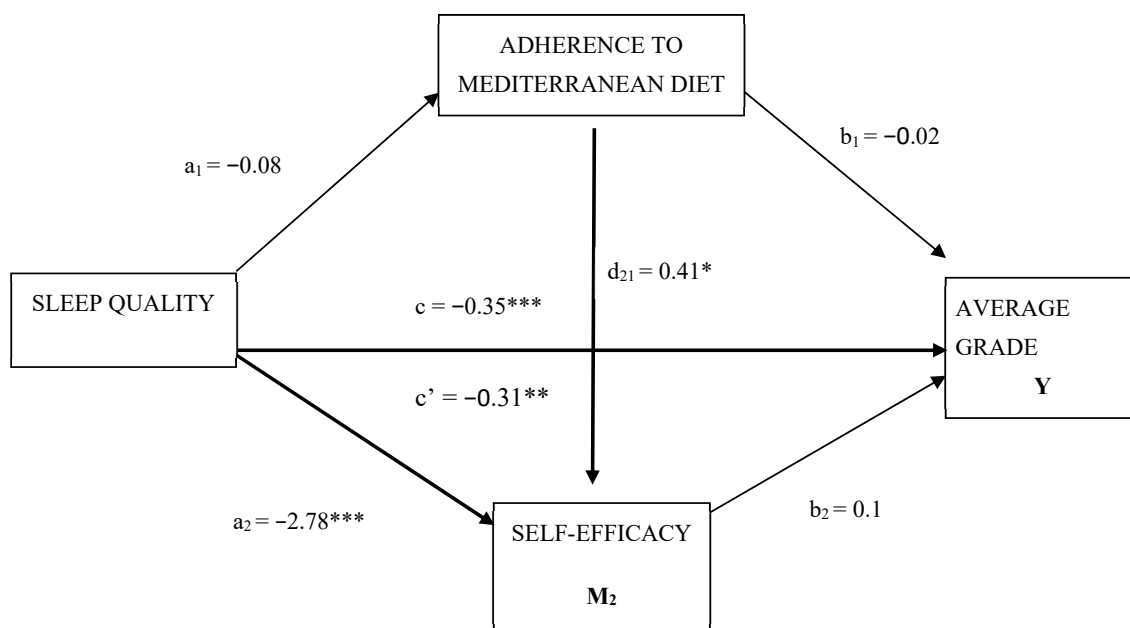 ADHERENCE TO
MEDITERRANEAN DIET
b₁ = −0.02
a₁ = −0.08
d₂₁ = 0.41*
SLEEP QUALITY
c = −0.35***
AVERAGE
GRADE
Y
c’ = −0.31**
a₂ = −2.78***
b₂ = 0.1
SELF-EFFICACY
M₂